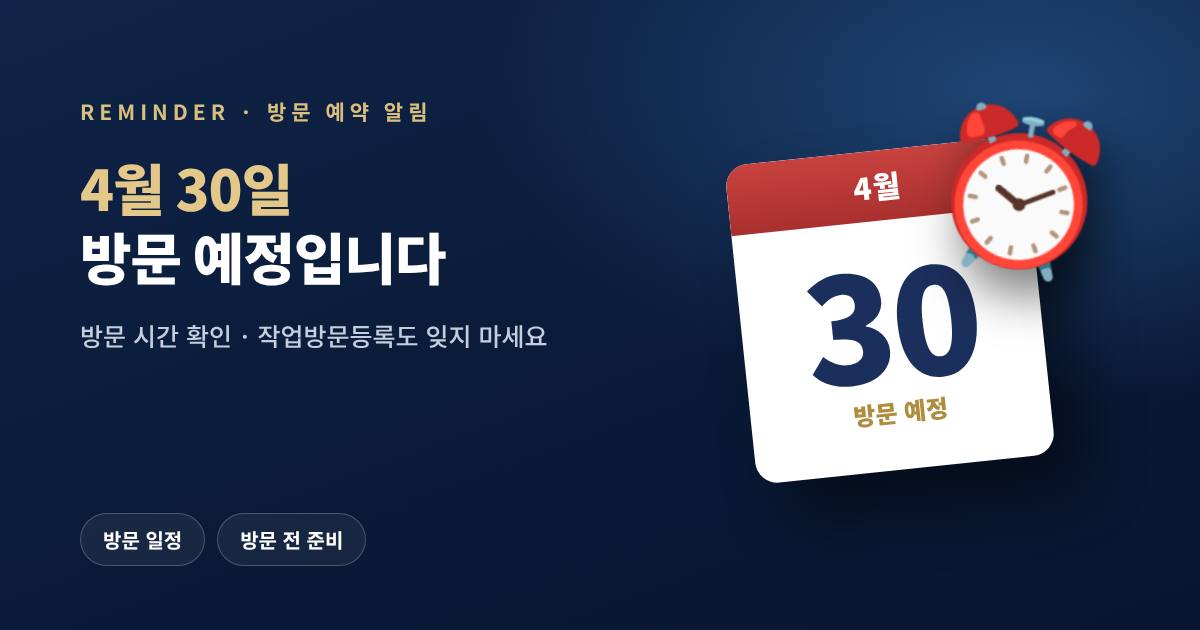 REMINDER · 방문 예약 알림
4월 30일
방문 예정입니다
방문 시간 확인 · 작업방문등록도 잊지 마세요
방문 일정
방문 전 준비
4월
30
방문 예정